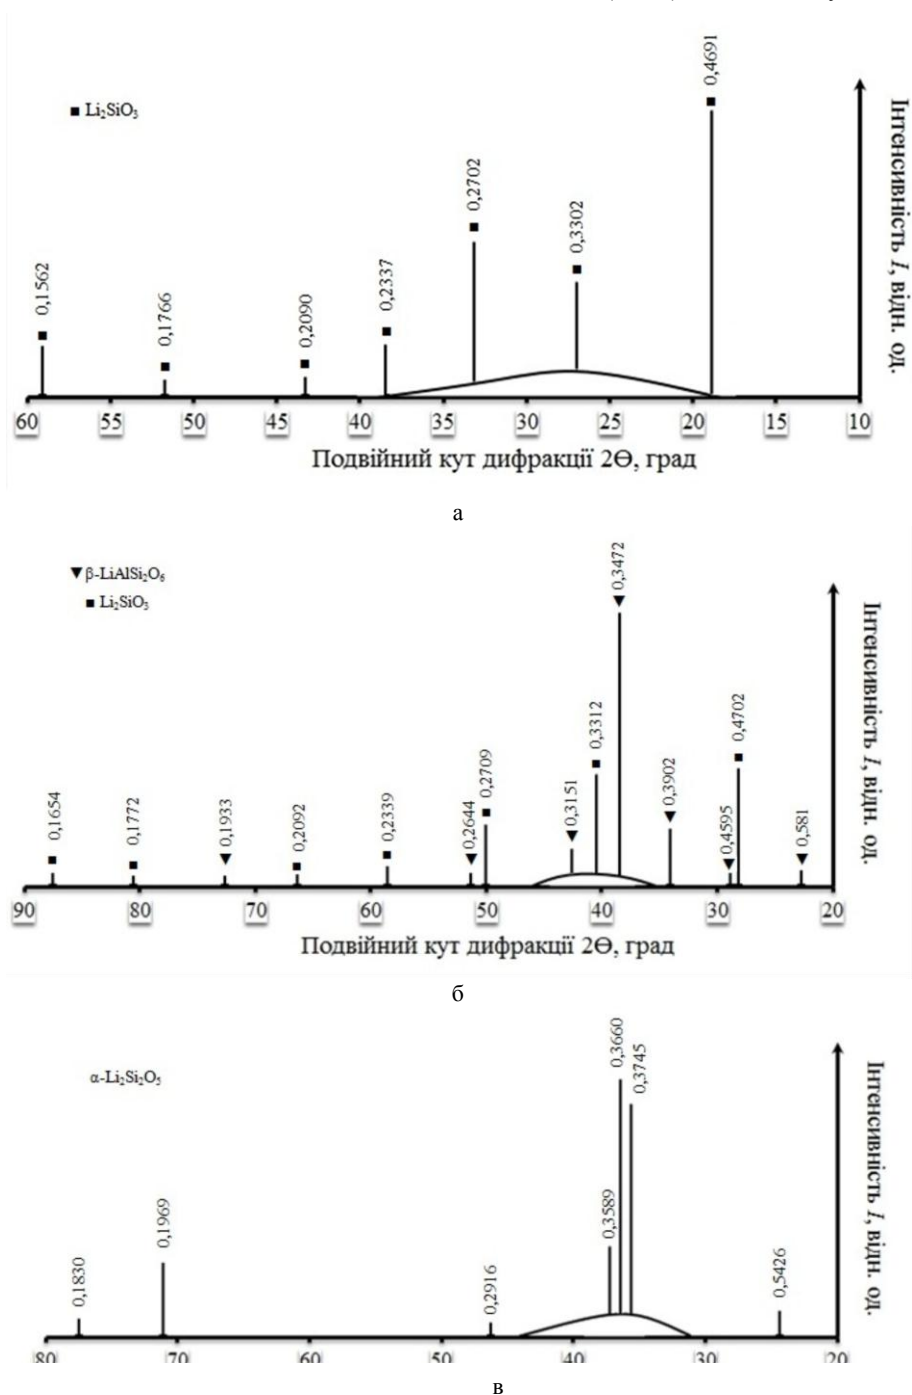 0,4691
■ Li₂SiO₃
0,2702
0,3302
0,1562
0,1766
0,2090
0,2337
Інтенсивність I, відн. од.
60 55 50 45 40 35 30 25 20 15 10
Подвійний кут дифракції 2Θ, град
а
0,3472
▼ β-LiAlSi₂O₆
■ Li₂SiO₃
0,1654
0,1772
0,1933
0,2092
0,2339
0,2644
0,2709
0,3151
0,3312
0,3902
0,4595
0,4702
0,581
Інтенсивність I, відн. од.
90 80 70 60 50 40 30 20
Подвійний кут дифракції 2Θ, град
б
0,3660
0,3745
α-Li₂Si₂O₅
0,1830
0,1969
0,2916
0,3589
0,5426
Інтенсивність I, відн. од.
80 70 60 50 40 30 20
в